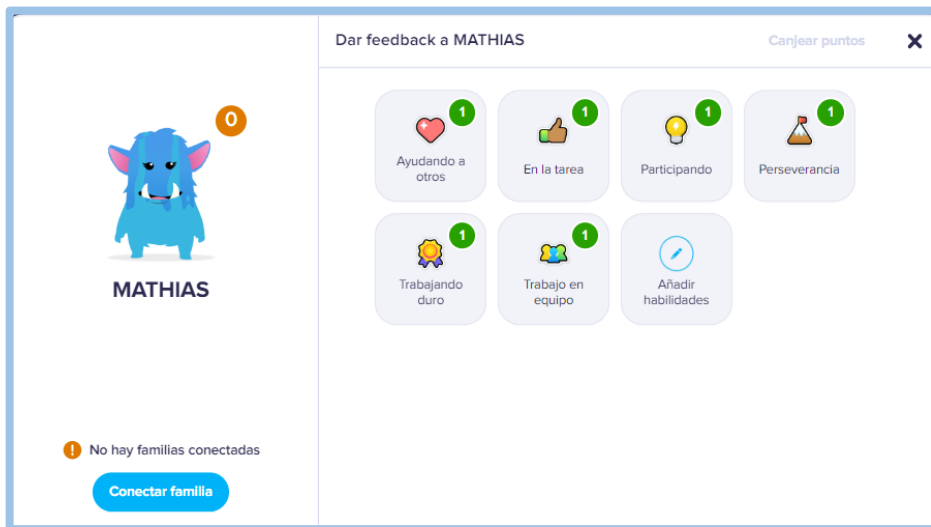 0
MATHIAS
No hay familias conectadas
Conectar familia
Dar feedback a MATHIAS
Canjear puntos
1
Ayudando a
otros
1
En la tarea
1
Participando
1
Perseverancia
1
Trabajando
duro
1
Trabajo en
equipo
Añadir
habilidades